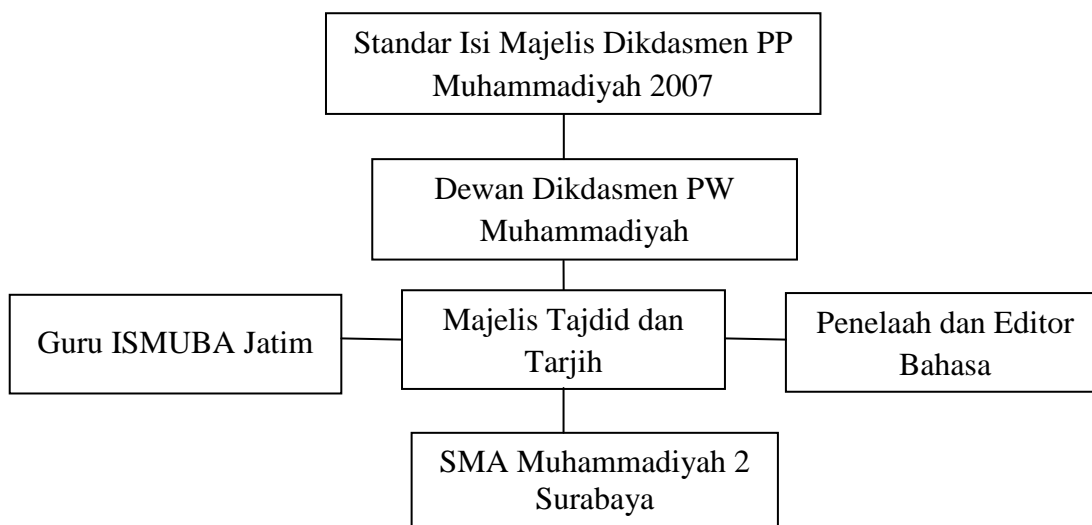 Standar Isi Majelis Dikdasmen PP
Muhammadiyah 2007
Dewan Dikdasmen PW
Muhammadiyah
Guru ISMUBA Jatim
Majelis Tajdid dan
Tarjih
Penelaah dan Editor
Bahasa
SMA Muhammadiyah 2
Surabaya